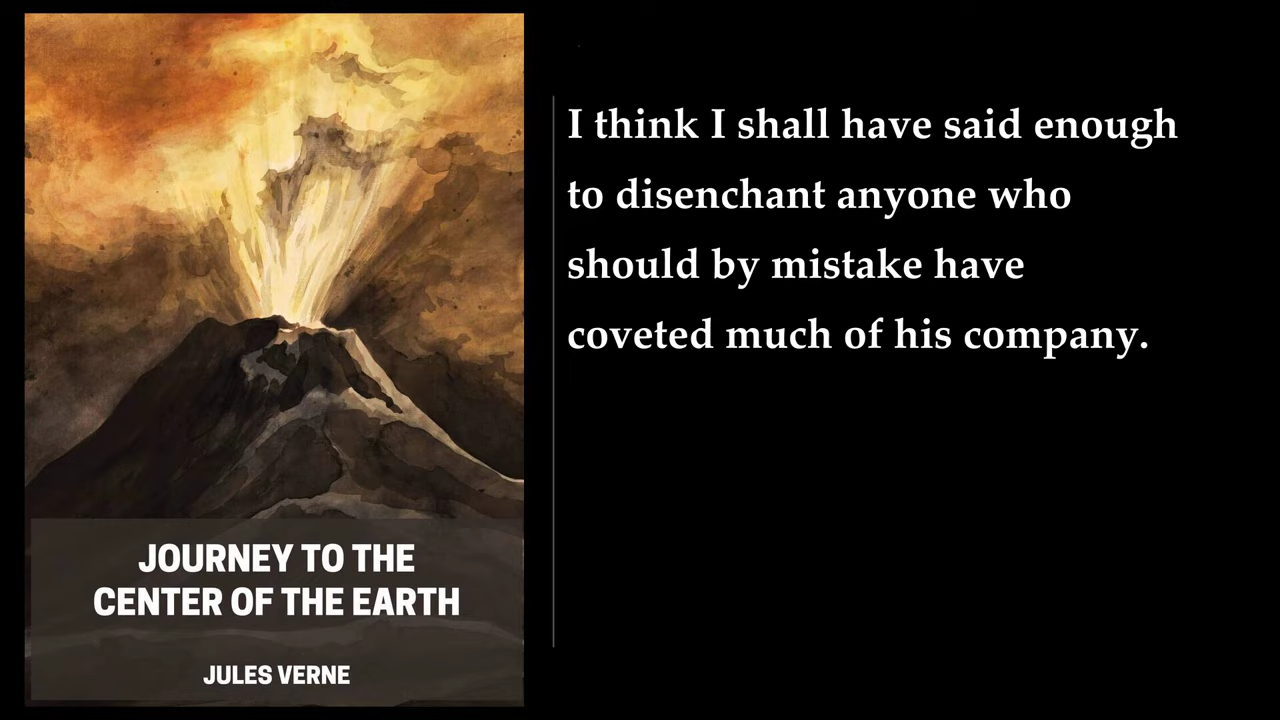 I think I shall have said enough
to disenchant anyone who
should by mistake have
coveted much of his company.
JOURNEY TO THE
CENTER OF THE EARTH
JULES VERNE